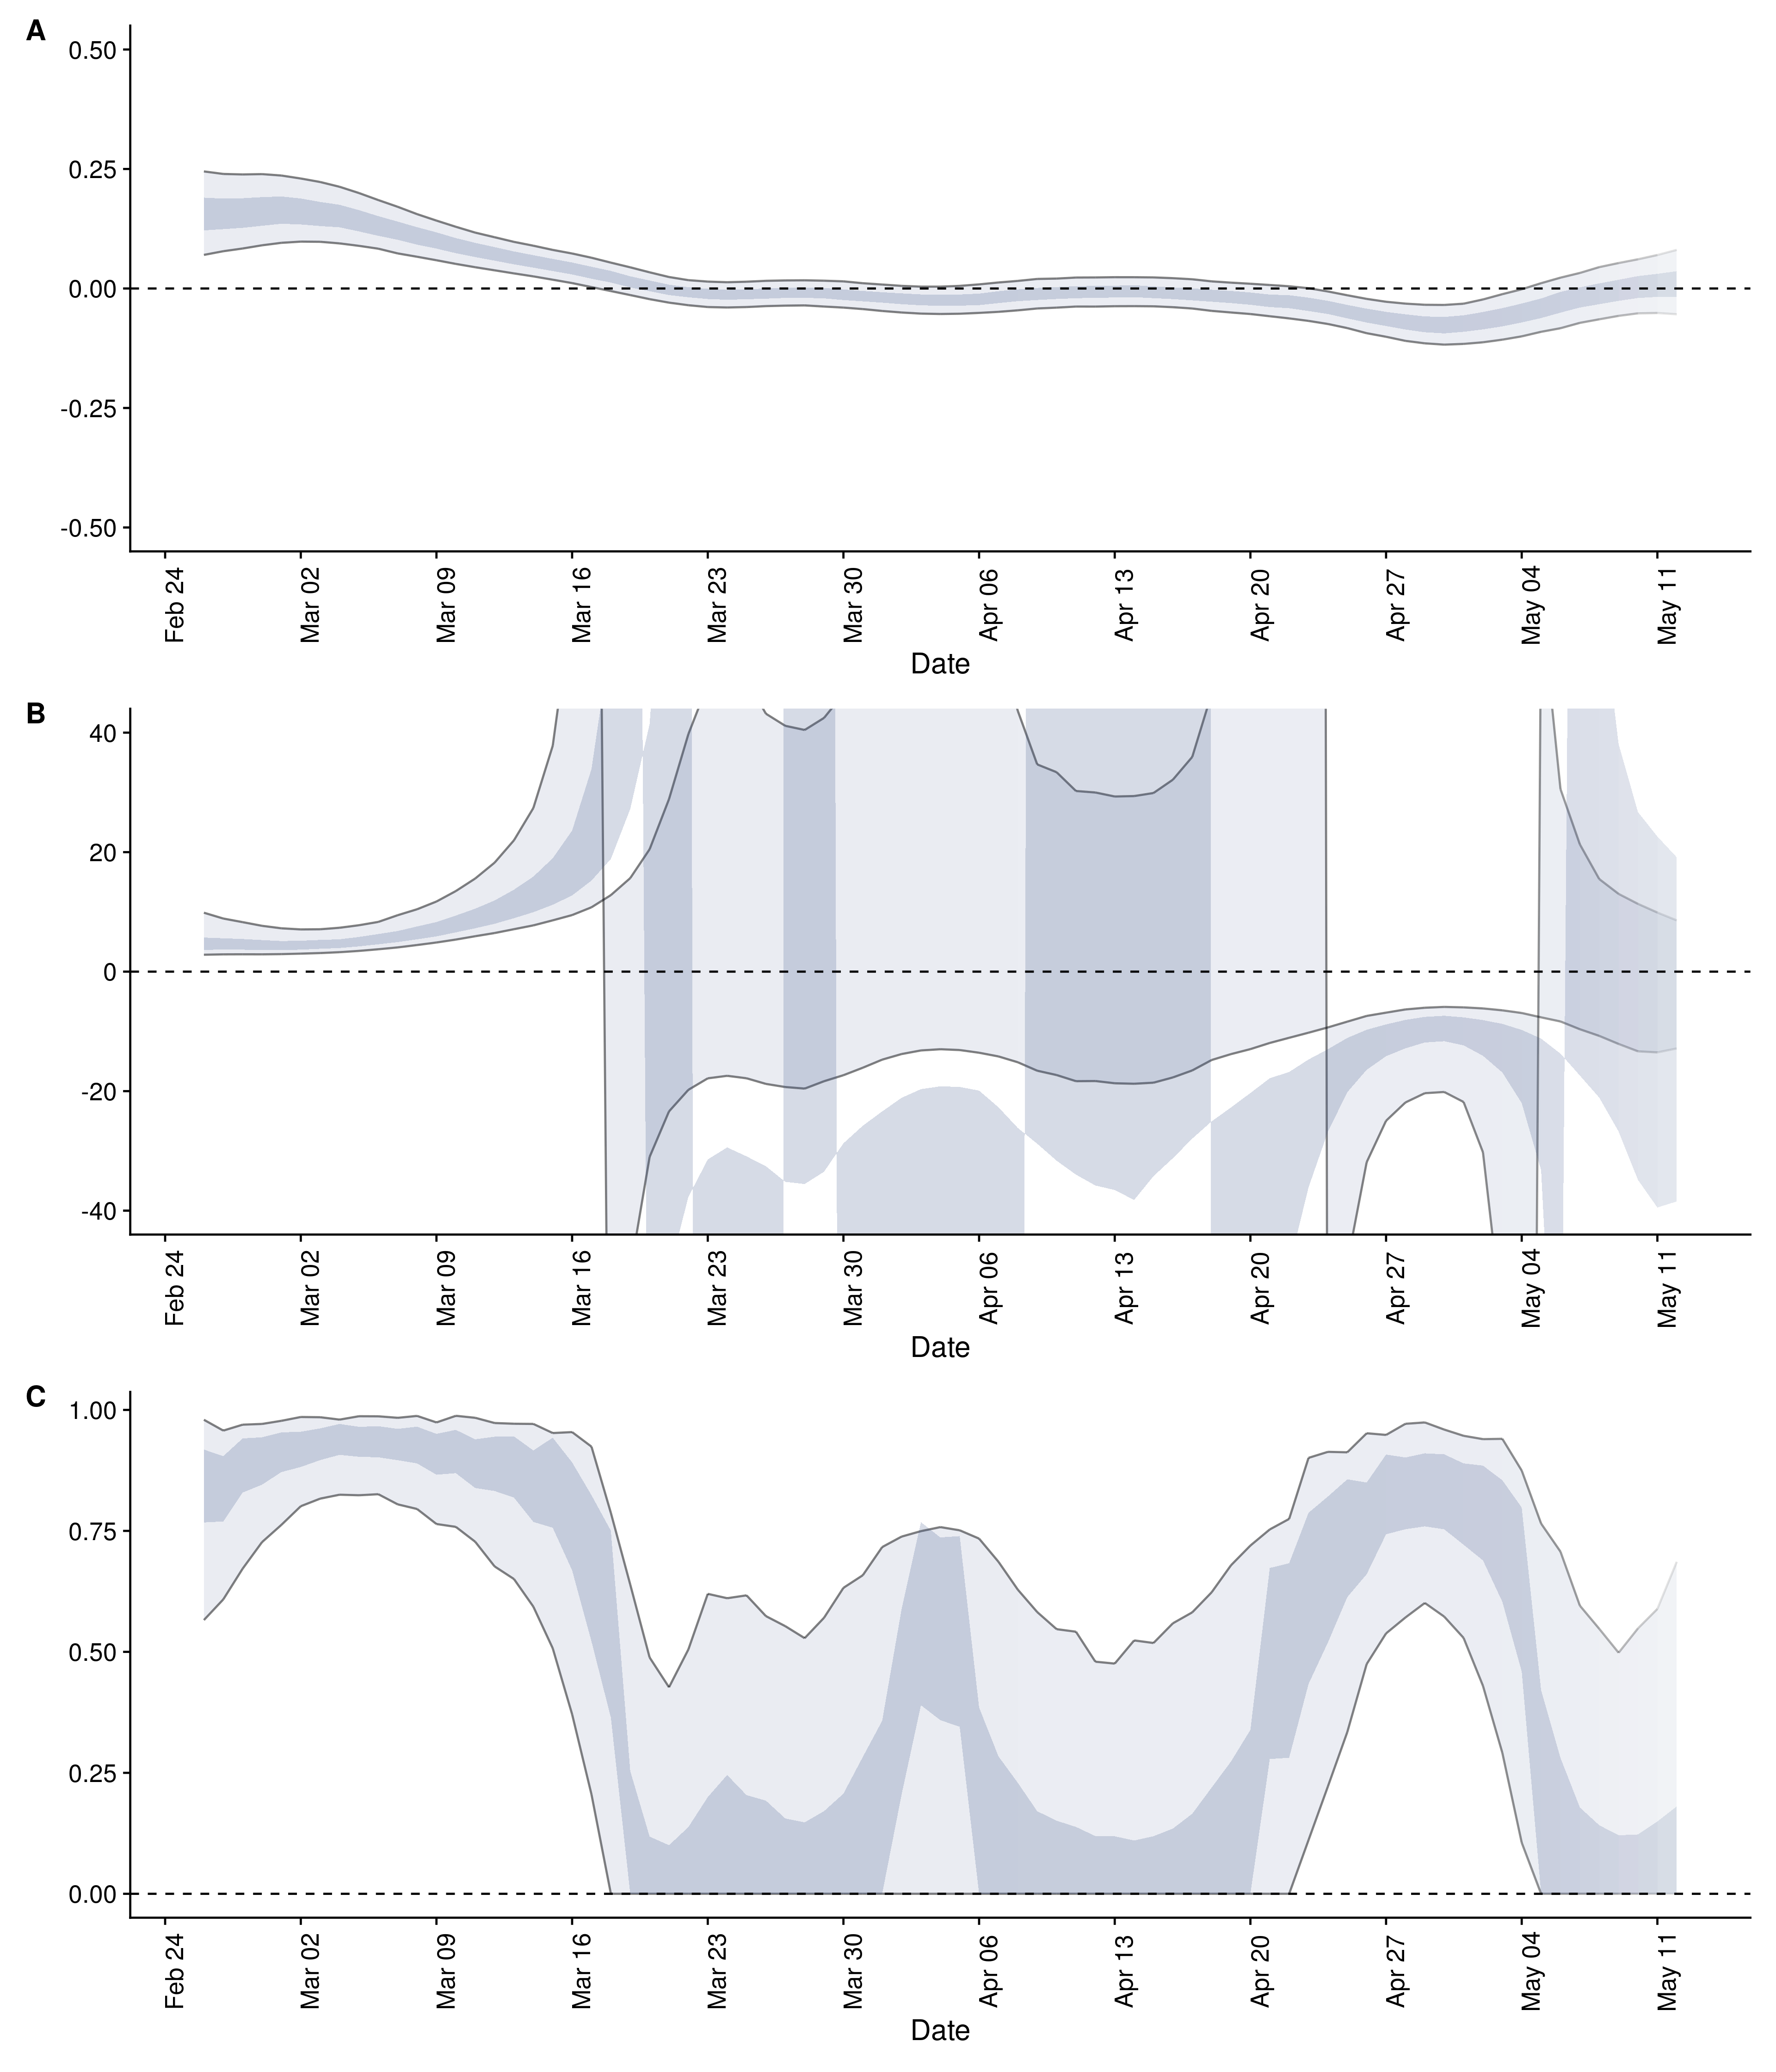 A
0.50
0.25
0.00
-0.25
-0.50
Feb 24
Mar 02
Mar 09
Mar 16
Mar 23
Mar 30
Apr 06
Apr 13
Apr 20
Apr 27
May 04
May 11
Date
B
40
20
0
-20
-40
Feb 24
Mar 02
Mar 09
Mar 16
Mar 23
Mar 30
Apr 06
Apr 13
Apr 20
Apr 27
May 04
May 11
Date
C
1.00
0.75
0.50
0.25
0.00
Feb 24
Mar 02
Mar 09
Mar 16
Mar 23
Mar 30
Apr 06
Apr 13
Apr 20
Apr 27
May 04
May 11
Date